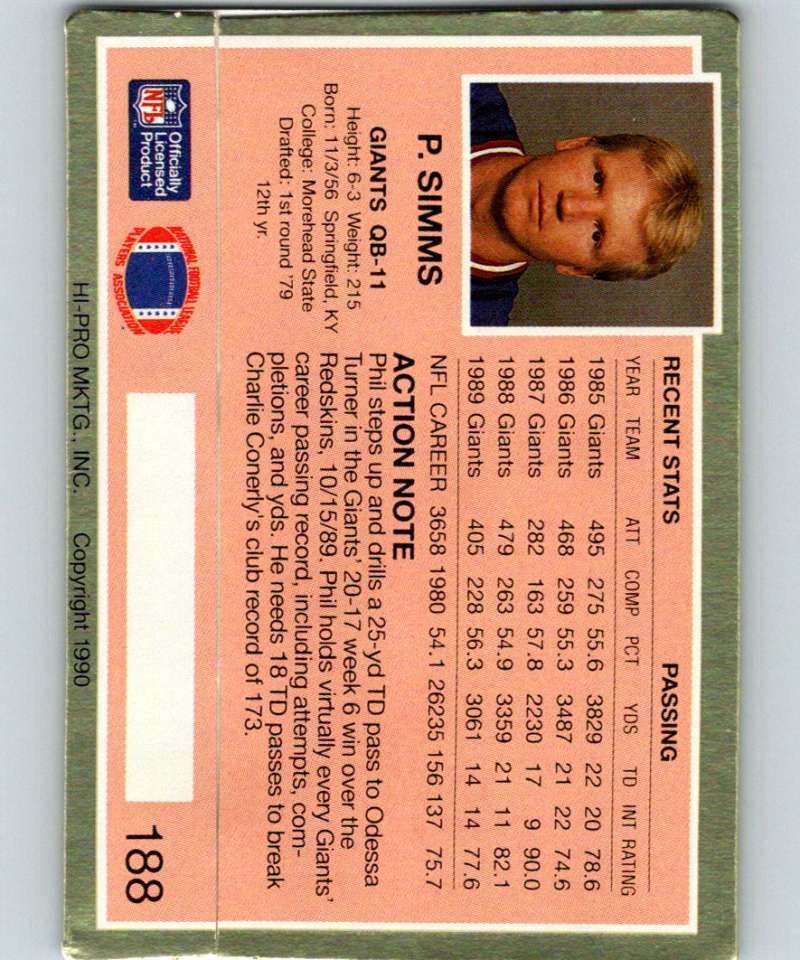 P. SIMMS
GIANTS QB-11
Height: 6-3 Weight: 215
Born: 11/3/56 Springfield, KY
College: Morehead State
Drafted: 1st round '79
12th yr.
RECENT STATS PASSING
YEAR TEAM ATT COMP PCT YDS TD INT RATING
1985 Giants 495 275 55.6 3829 22 20 78.6
1986 Giants 468 259 55.3 3487 21 22 74.6
1987 Giants 282 163 57.8 2230 17 9 90.0
1988 Giants 479 263 54.9 3359 21 11 82.1
1989 Giants 405 228 56.3 3061 14 14 77.6
NFL CAREER 3658 1980 54.1 26235 156 137 75.7
ACTION NOTE
Phil steps up and drills a 25-yd TD pass to Odessa
Turner in the Giants' 20-17 week 6 win over the
Redskins, 10/15/89. Phil holds virtually every Giants'
career passing record, including attempts, com-
pletions, and yds. He needs 18 TD passes to break
Charlie Conerly's club record of 173.
NFL
Officially
Licensed
Product
NATIONAL FOOTBALL LEAGUE
PLAYERS ASSOCIATION
188
HI-PRO MKTG., INC. Copyright 1990